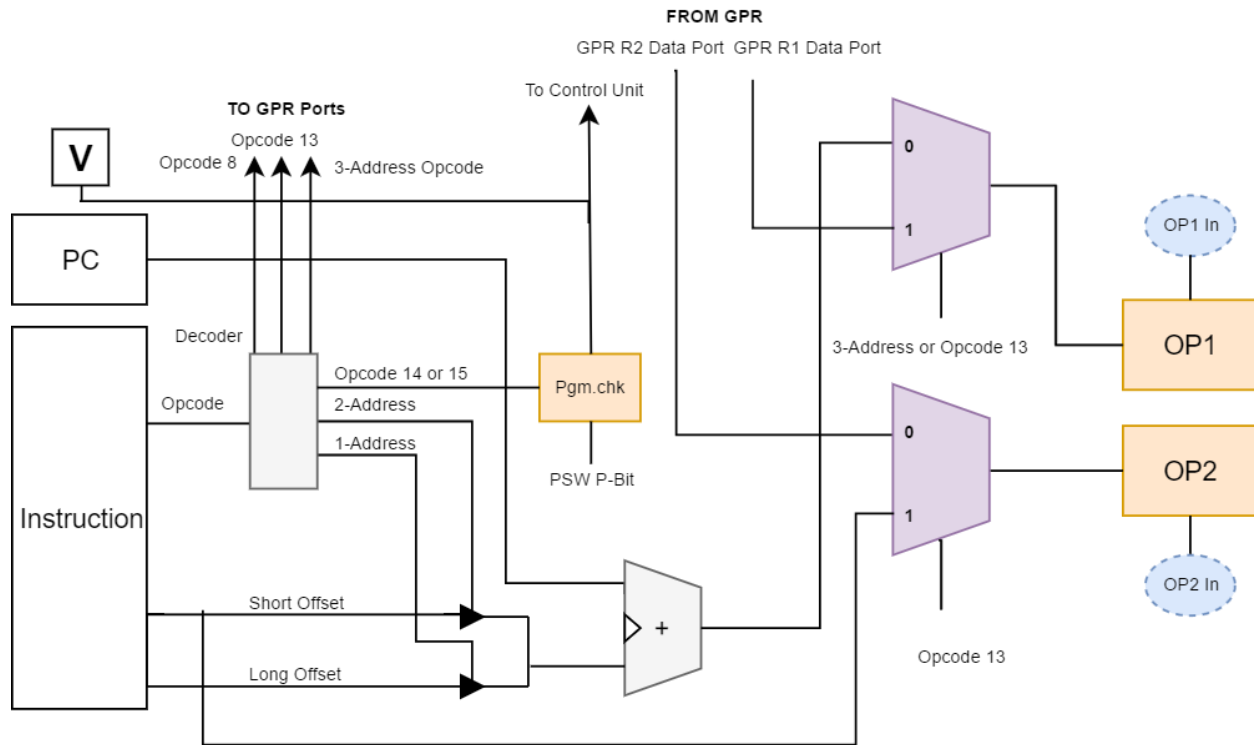 FROM GPR
GPR R2 Data Port
GPR R1 Data Port
To Control Unit
TO GPR Ports
Opcode 13
Opcode 8
3-Address Opcode
V
PC
0
1
OP1 In
Decoder
3-Address or Opcode 13
OP1
Opcode 14 or 15
Pgm.chk
Opcode
2-Address
1-Address
0
PSW P-Bit
OP2
Instruction
1
OP2 In
Short Offset
+
Opcode 13
Long Offset